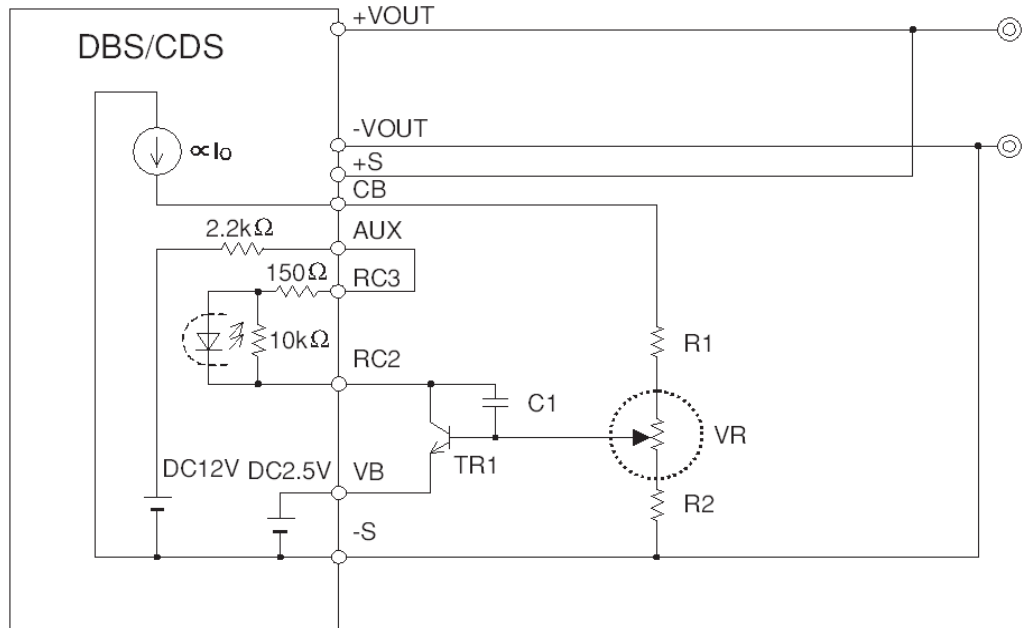 +VOUT
DBS/CDS
-VOUT
∝IO
+S
CB
2.2kΩ
AUX
150Ω
RC3
10kΩ
R1
RC2
C1
VR
TR1
DC12V DC2.5V VB
R2
-S